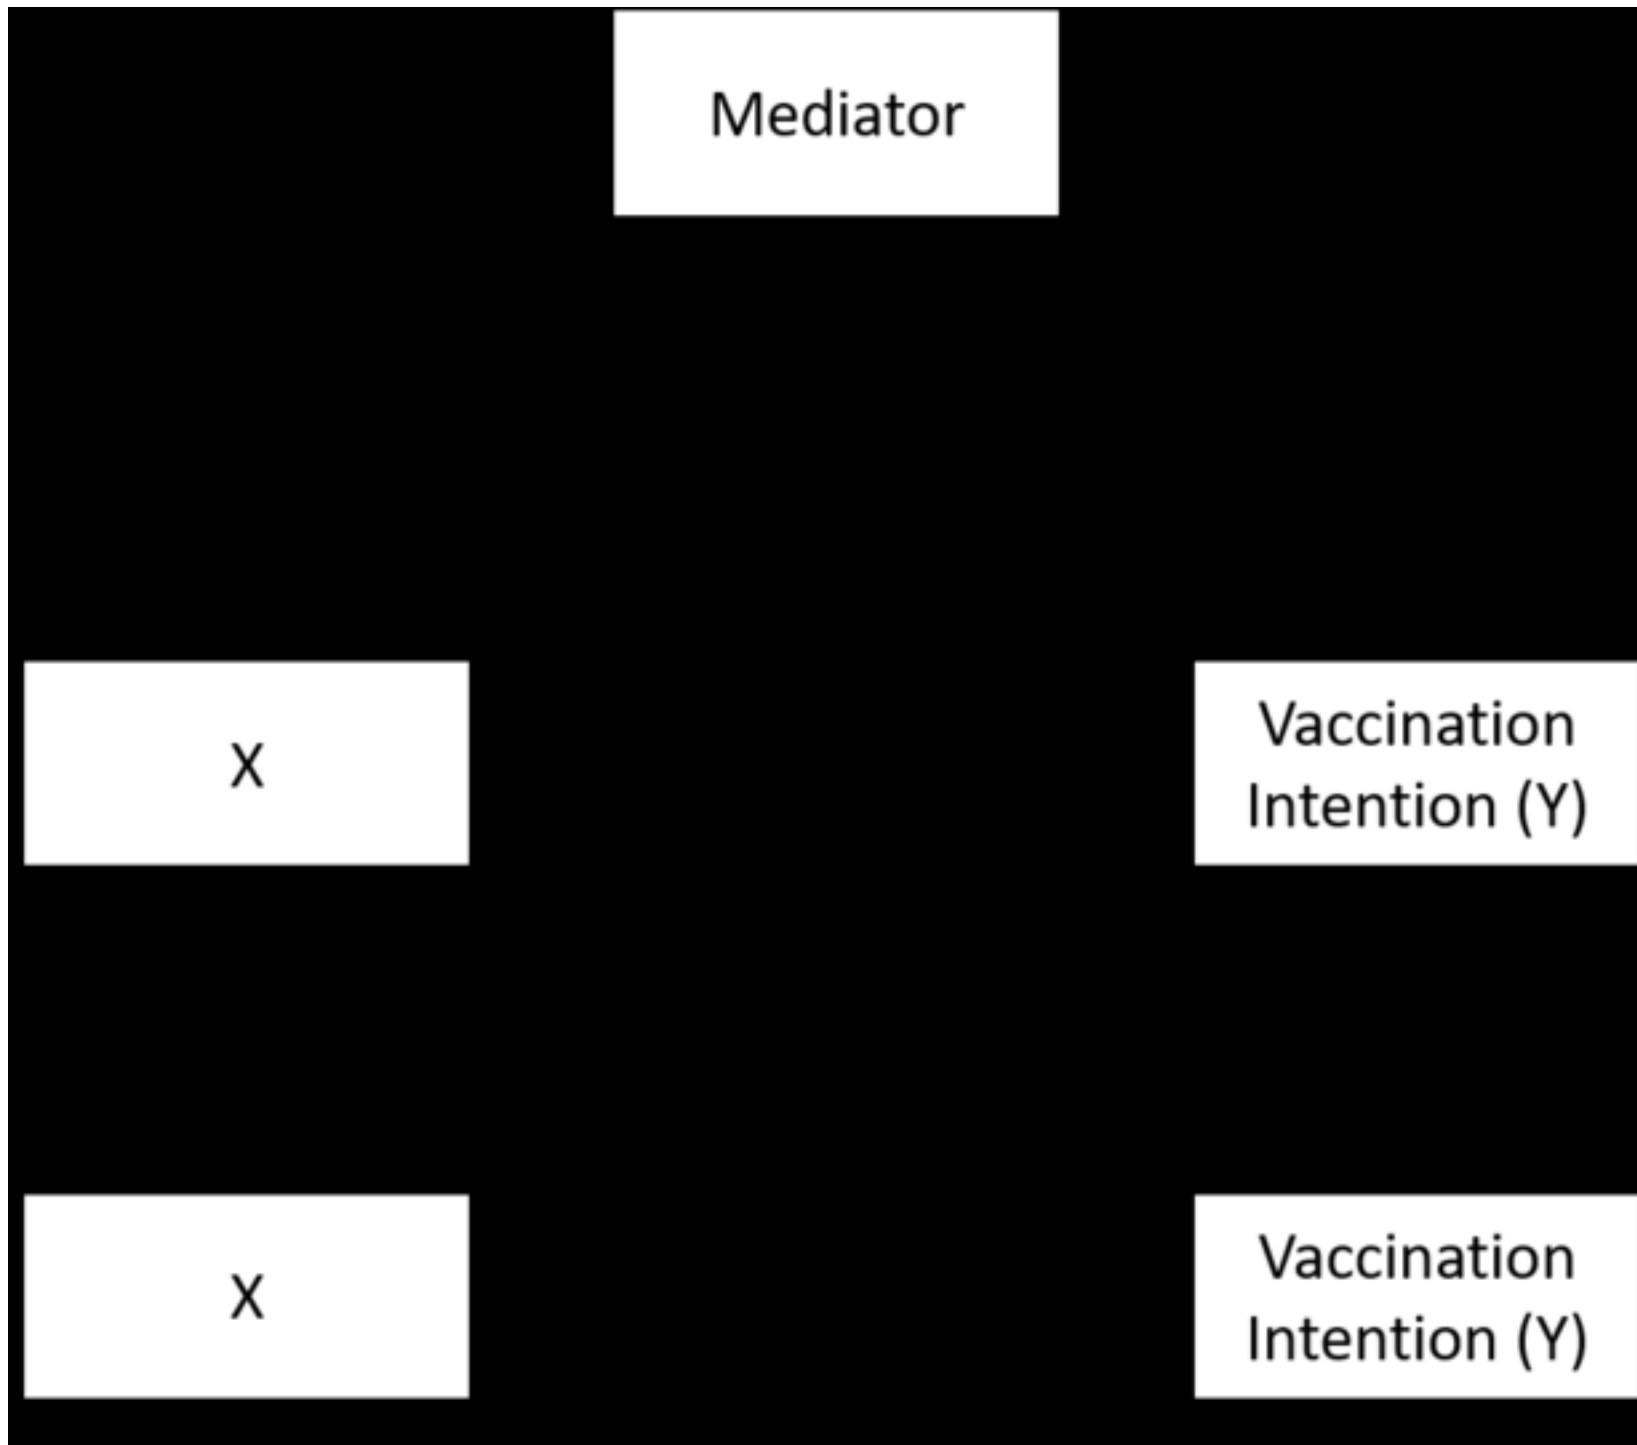 Mediator
X
Vaccination
Intention (Y)
X
Vaccination
Intention (Y)